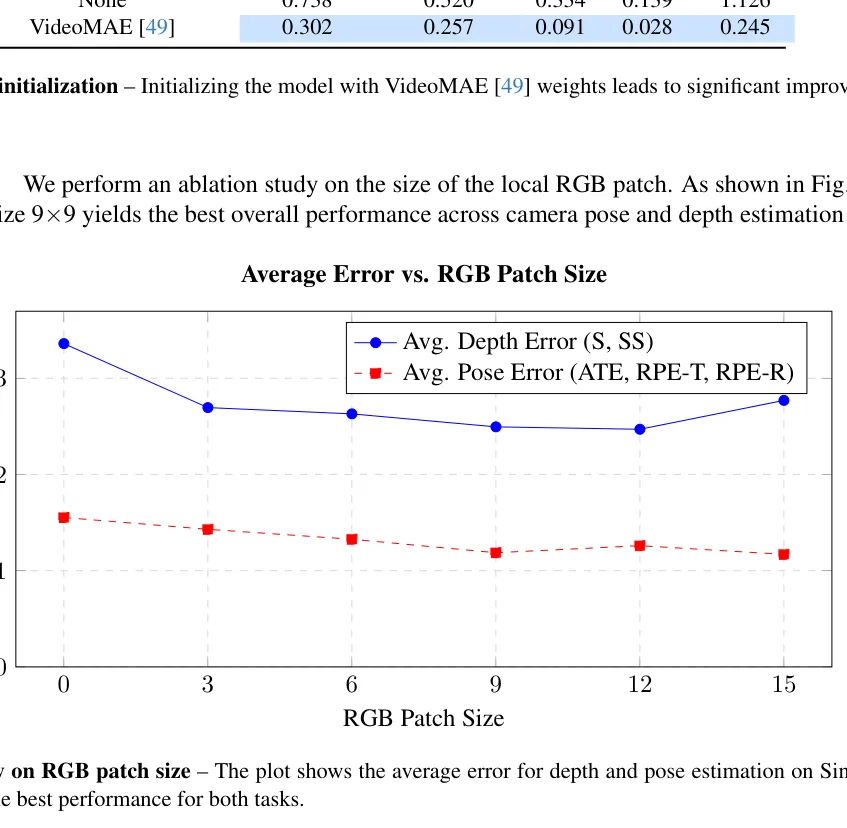 None 0.738 0.520 0.334 0.139 1.126
VideoMAE [49] 0.302 0.257 0.091 0.028 0.245
initialization – Initializing the model with VideoMAE [49] weights leads to significant improv
We perform an ablation study on the size of the local RGB patch. As shown in Fig.
ize 9×9 yields the best overall performance across camera pose and depth estimation
Average Error vs. RGB Patch Size
Avg. Depth Error (S, SS)
Avg. Pose Error (ATE, RPE-T, RPE-R)
3
2
1
0
0 3 6 9 12 15
RGB Patch Size
y on RGB patch size – The plot shows the average error for depth and pose estimation on Sin
e best performance for both tasks.